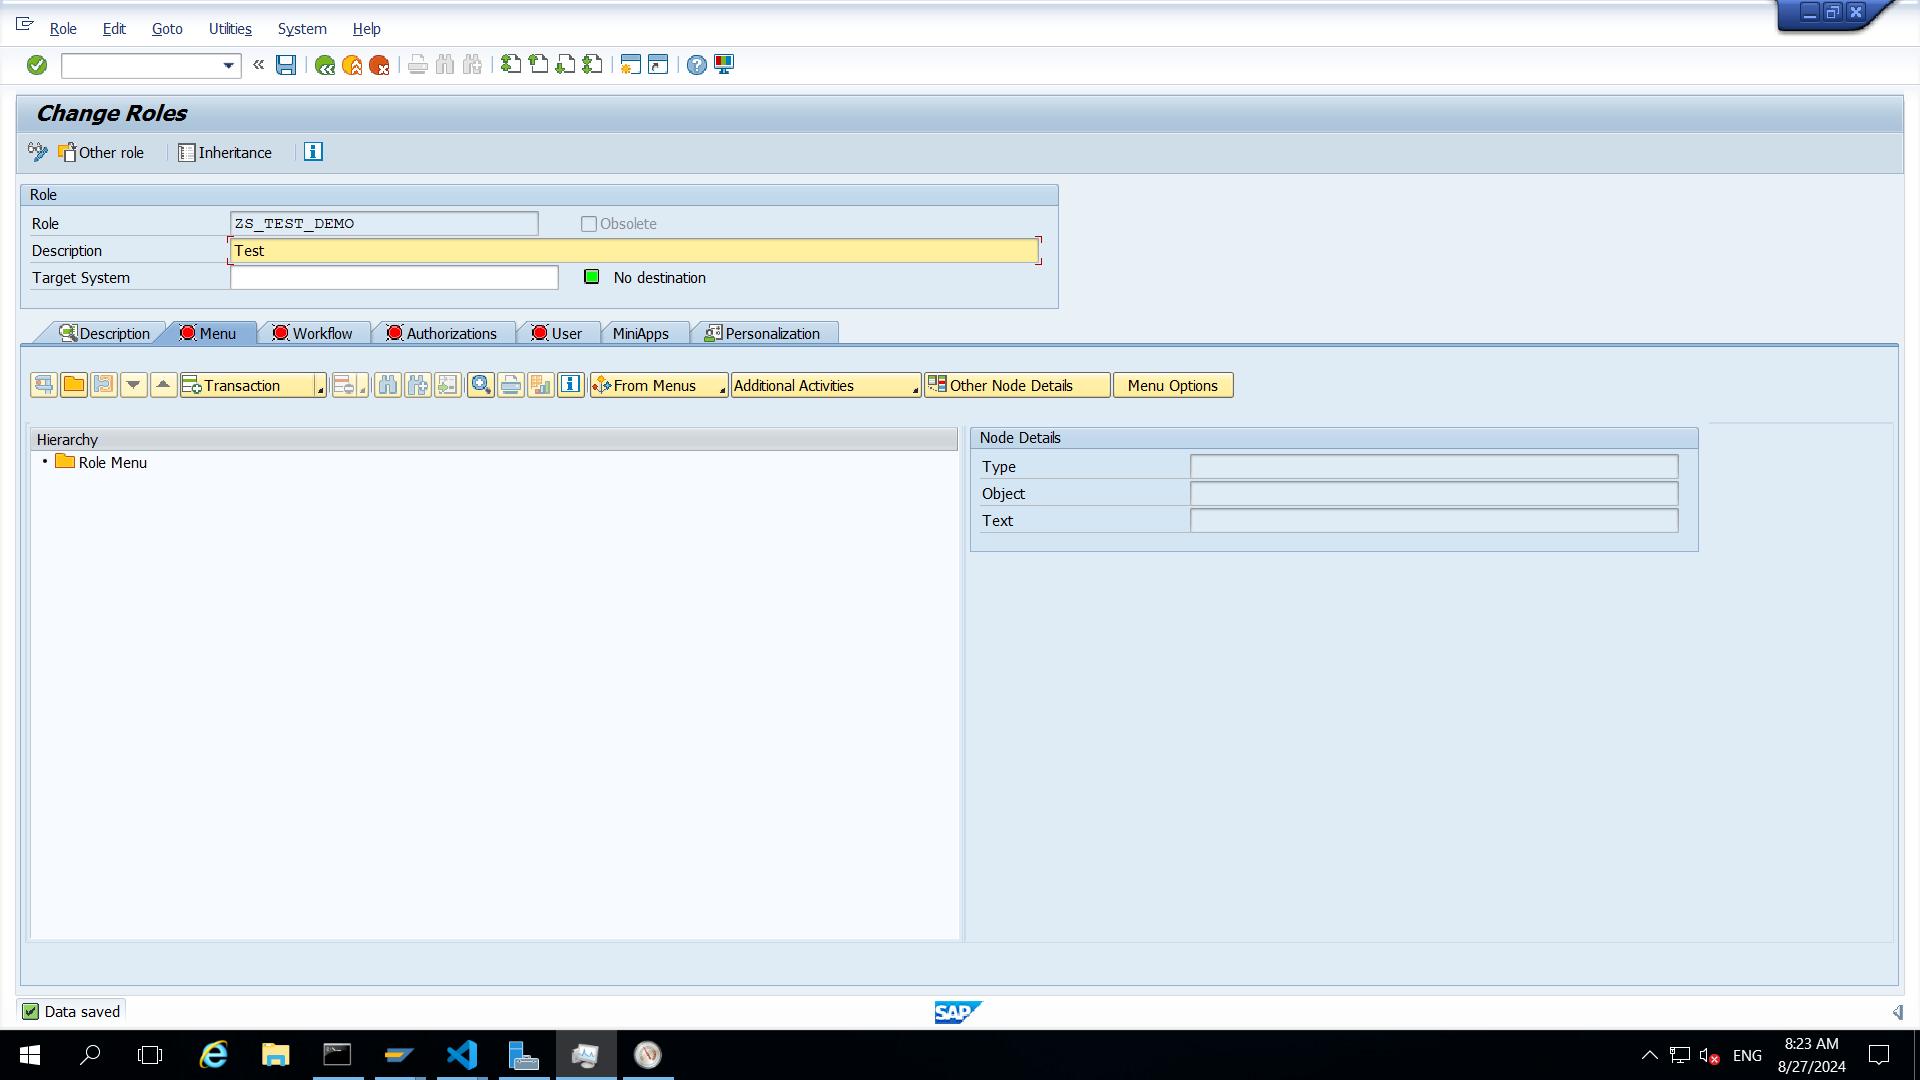 Role Edit Goto Utilities System Help
Change Roles
Other role Inheritance
Role
Role ZS_TEST_DEMO Obsolete
Description Test
Target System No destination
Description Menu Workflow Authorizations User MiniApps Personalization
Transaction From Menus Additional Activities Other Node Details Menu Options
Hierarchy
Role Menu
Node Details
Type
Object
Text
Data saved
SAP
ENG
8:23 AM
8/27/2024